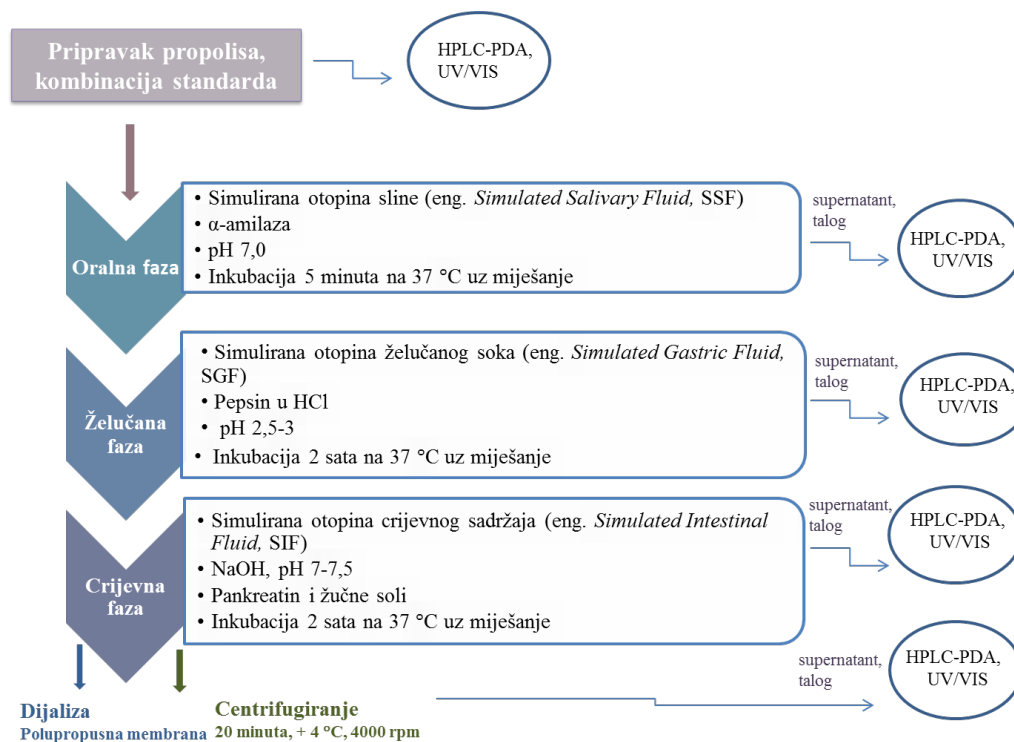 Pripravak propolisa,
kombinacija standarda
HPLC-PDA,
UV/VIS
Oralna faza
• Simulirana otopina sline (eng. Simulated Salivary Fluid, SSF)
• α-amilaza
• pH 7,0
• Inkubacija 5 minuta na 37 °C uz miješanje
supernatant,
talog
HPLC-PDA,
UV/VIS
Želučana
faza
• Simulirana otopina želučanog soka (eng. Simulated Gastric Fluid,
SGF)
• Pepsin u HCl
• pH 2,5-3
• Inkubacija 2 sata na 37 °C uz miješanje
supernatant,
talog
HPLC-PDA,
UV/VIS
Crijevna
faza
• Simulirana otopina crijevnog sadržaja (eng. Simulated Intestinal
Fluid, SIF)
• NaOH, pH 7-7,5
• Pankreatin i žučne soli
• Inkubacija 2 sata na 37 °C uz miješanje
supernatant,
talog
HPLC-PDA,
UV/VIS
Dijaliza
Polupropusna membrana
Centrifugiranje
20 minuta, + 4 °C, 4000 rpm
supernatant,
talog
HPLC-PDA,
UV/VIS